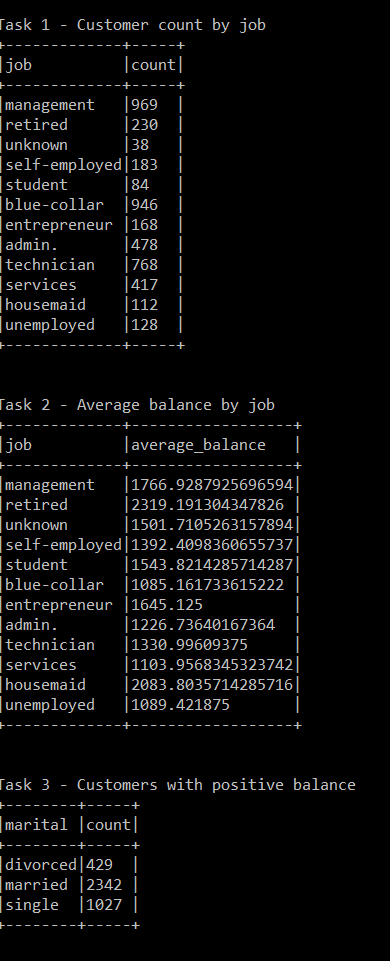 Task 1 - Customer count by job
+-------------+-----+
|job          |count|
+-------------+-----+
|management   |969  |
|retired      |230  |
|unknown      |38   |
|self-employed|183  |
|student      |84   |
|blue-collar  |946  |
|entrepreneur |168  |
|admin.       |478  |
|technician   |768  |
|services     |417  |
|housemaid    |112  |
|unemployed   |128  |
+-------------+-----+
Task 2 - Average balance by job
+-------------+------------------+
|job          |average_balance   |
+-------------+------------------+
|management   |1766.9287925696594|
|retired      |2319.191304347826 |
|unknown      |1501.7105263157894|
|self-employed|1392.4098360655737|
|student      |1543.8214285714287|
|blue-collar  |1085.161733615222 |
|entrepreneur |1645.125          |
|admin.       |1226.73640167364  |
|technician   |1330.99609375     |
|services     |1103.9568345323742|
|housemaid    |2083.8035714285716|
|unemployed   |1089.421875       |
+-------------+------------------+
Task 3 - Customers with positive balance
+--------+-----+
|marital |count|
+--------+-----+
|divorced|429  |
|married |2342 |
|single  |1027 |
+--------+-----+